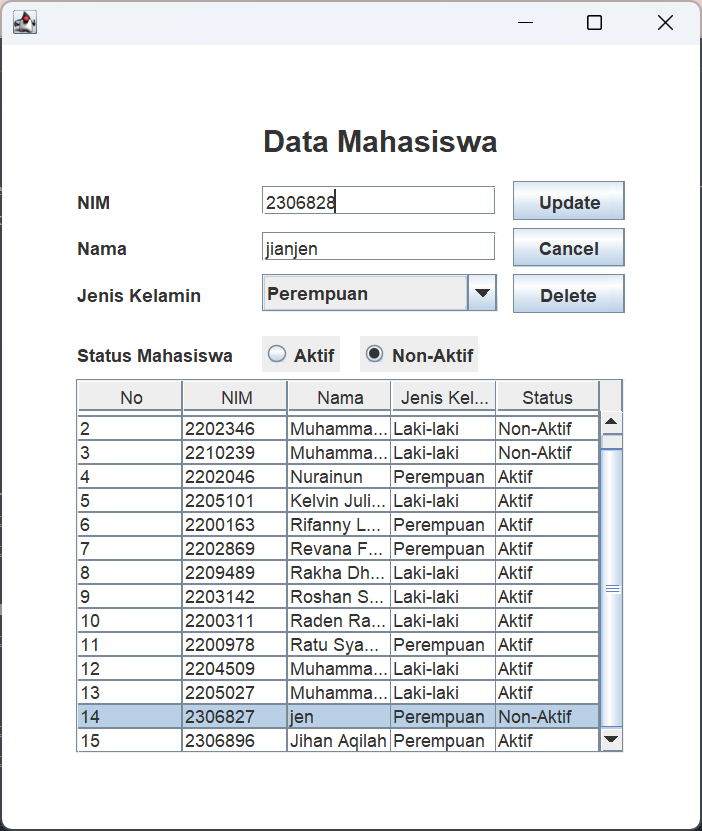 Data Mahasiswa
NIM 2306828 Update
Nama jianjen Cancel
Jenis Kelamin Perempuan Delete
Status Mahasiswa Aktif Non-Aktif
No NIM Nama Jenis Kel... Status
2 2202346 Muhamma... Laki-laki Non-Aktif
3 2210239 Muhamma... Laki-laki Non-Aktif
4 2202046 Nurainun Perempuan Aktif
5 2205101 Kelvin Juli... Laki-laki Aktif
6 2200163 Rifanny L... Perempuan Aktif
7 2202869 Revana F... Perempuan Aktif
8 2209489 Rakha Dh... Laki-laki Aktif
9 2203142 Roshan S... Laki-laki Aktif
10 2200311 Raden Ra... Laki-laki Aktif
11 2200978 Ratu Sya... Perempuan Aktif
12 2204509 Muhamma... Laki-laki Aktif
13 2205027 Muhamma... Laki-laki Aktif
14 2306827 jen Perempuan Non-Aktif
15 2306896 Jihan Aqilah Perempuan Aktif